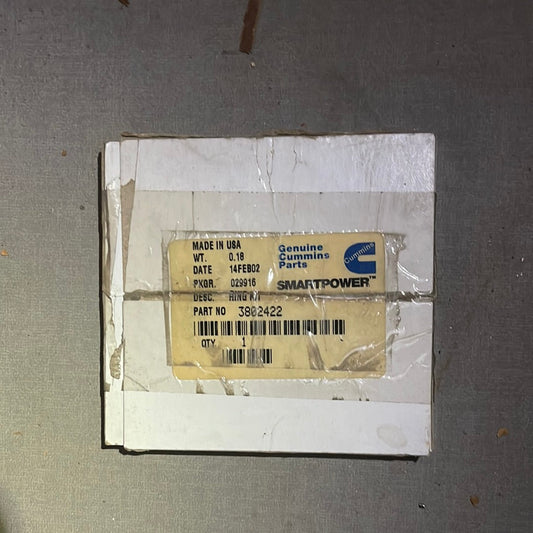 MADE IN USA
WT. 0.18
DATE 14FEB02
PKGR. 029916
DESC. RING KIT
PART NO 3802422
QTY 1
Genuine
Cummins
Parts
Cummins
SMARTPOWER™